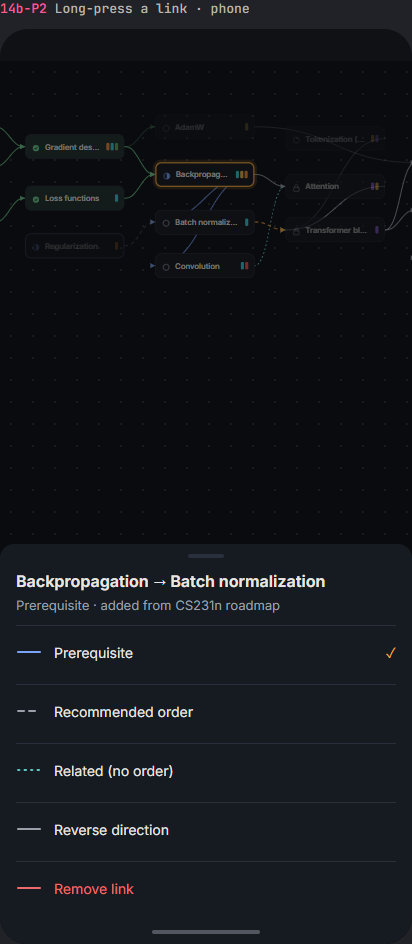 14b-P2 Long-press a link · phone
AdamW
Gradient des...
Tokenization (...
Backpropag...
Attention
Loss functions
Batch normaliz...
Transformer bl...
Regularization
Convolution
Backpropagation → Batch normalization
Prerequisite · added from CS231n roadmap
Prerequisite ✓
Recommended order
Related (no order)
Reverse direction
Remove link